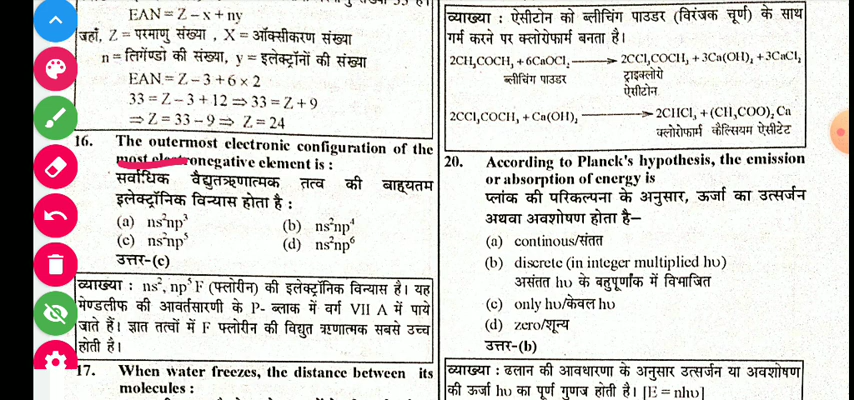 EAN = Z – x + ny
जहाँ, Z = परमाणु संख्या , X = ऑक्सीकरण संख्या
n = लिगेण्डो की संख्या, y = इलेक्ट्रॉनों की संख्या
EAN = Z – 3 + 6 × 2
33 = Z – 3 + 12 ⇒ 33 = Z + 9
⇒ Z = 33 – 9 ⇒ Z = 24
16. The outermost electronic configuration of the
most electronegative element is :
सर्वाधिक वैद्युतऋणात्मक तत्व की बाह्यतम
इलेक्ट्रॉनिक विन्यास होता है :
(a) ns²np³ (b) ns²np⁴
(c) ns²np⁵ (d) ns²np⁶
उत्तर-(c)
व्याख्या : ns², np⁵ F (फ्लोरीन) की इलेक्ट्रॉनिक विन्यास है। यह
मेण्डलीफ की आवर्तसारणी के P- ब्लाक में वर्ग VII A में पाये
जाते हैं। ज्ञात तत्वों में F फ्लोरीन की विद्युत ऋणात्मक सबसे उच्च
होती है।
17. When water freezes, the distance between its
molecules :
व्याख्या : ऐसीटोन को ब्लीचिंग पाउडर (विरंजक चूर्ण) के साथ
गर्म करने पर क्लोरोफार्म बनता है।
2CH₃COCH₃ + 6CaOCl₂ ⟶ 2CCl₃COCH₃ + 3Ca(OH)₂ + 3CaCl₂
ब्लीचिंग पाउडर ट्राइक्लोरो
ऐसीटोन
2CCl₃COCH₃ + Ca(OH)₂ ⟶ 2CHCl₃ + (CH₃COO)₂ Ca
क्लोरोफार्म कैल्सियम ऐसीटेट
20. According to Planck's hypothesis, the emission
or absorption of energy is
प्लांक की परिकल्पना के अनुसार, ऊर्जा का उत्सर्जन
अथवा अवशोषण होता है–
(a) continous/संतत
(b) discrete (in integer multiplied hυ)
असंतत hυ के बहुपूर्णांक में विभाजित
(c) only hυ/केवल hυ
(d) zero/शून्य
उत्तर-(b)
व्याख्या : ढलान की आवधारणा के अनुसार उत्सर्जन या अवशोषण
की ऊर्जा hυ का पूर्ण गुणज होती है। [E = nhυ]